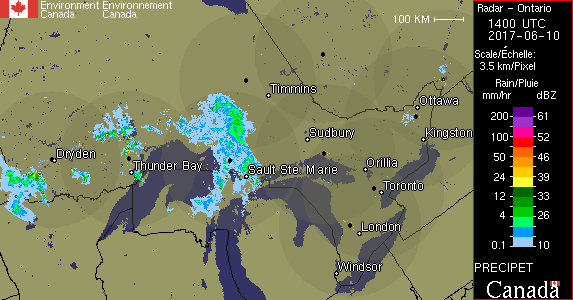 Environment Environnement
Canada Canada
100 KM
Timmins
Ottawa
Sudbury
Kingston
Dryden
Thunder Bay
Sault Ste. Marie
Orillia
Toronto
London
Windsor
Radar - Ontario
1400 UTC
2017-06-10
Scale/Échelle:
3.5 km/Pixel
Rain/Pluie
mm/hr dBZ
200 61
100 52
50 46
24 39
12 33
4 26
0.1 10
PRECIPET
Canada